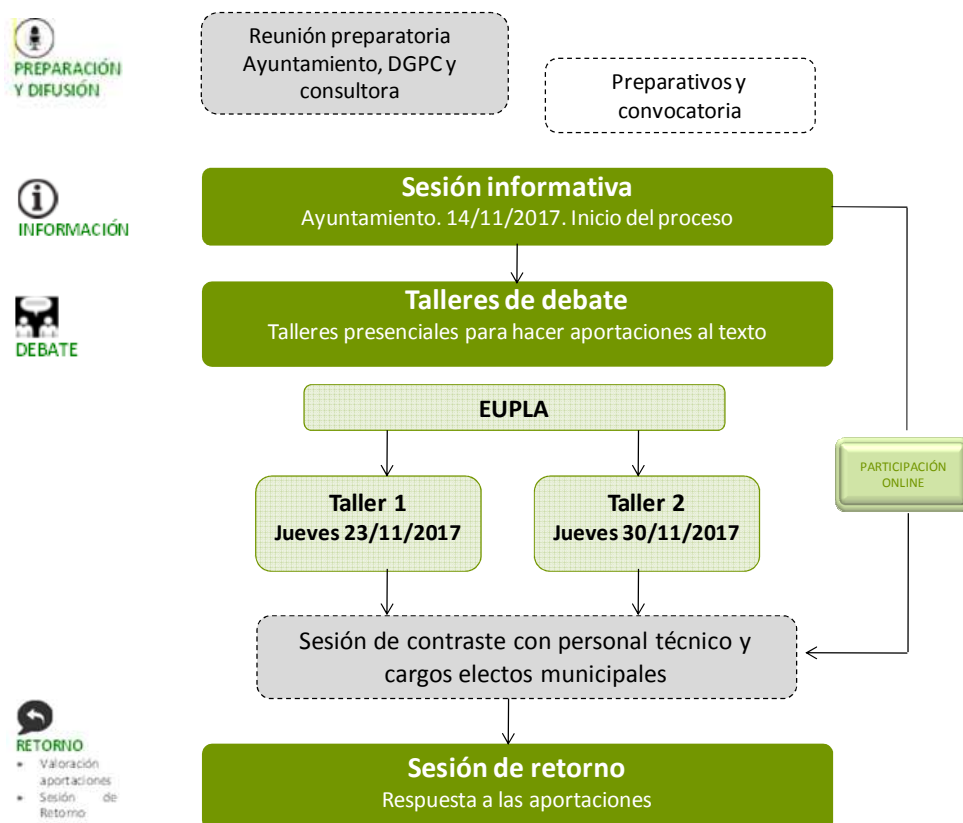 PREPARACIÓN
Y DIFUSIÓN
Reunión preparatoria
Ayuntamiento, DGPC y
consultora
Preparativos y
convocatoria
INFORMACIÓN
Sesión informativa
Ayuntamiento. 14/11/2017. Inicio del proceso
DEBATE
Talleres de debate
Talleres presenciales para hacer aportaciones al texto
EUPLA
PARTICIPACIÓN
ONLINE
Taller 1
Jueves 23/11/2017
Taller 2
Jueves 30/11/2017
Sesión de contraste con personal técnico y
cargos electos municipales
RETORNO
• Valoración
aportaciones
• Sesión de
Retorno
Sesión de retorno
Respuesta a las aportaciones